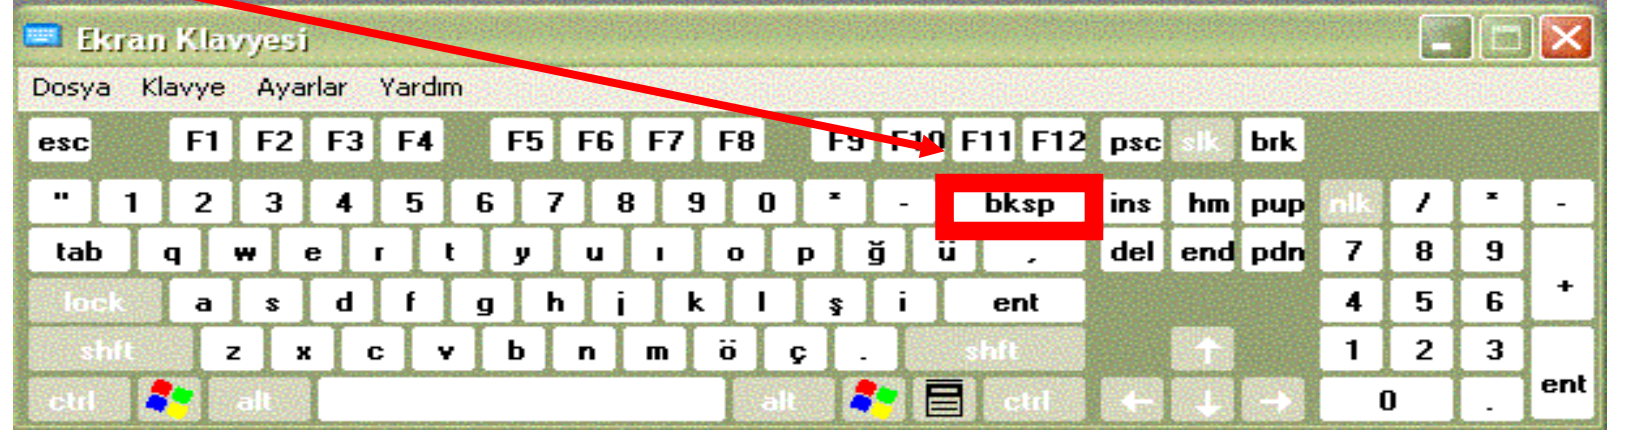 Ekran Klavyesi
Dosya Klavye Ayarlar Yardım
esc F1 F2 F3 F4 F5 F6 F7 F8 F9 F10 F11 F12 psc slk brk
" 1 2 3 4 5 6 7 8 9 0 * - bksp ins hm pup nlk / * -
tab q w e r t y u ı o p ğ ü , del end pdn 7 8 9 +
lock a s d f g h j k l ş i ent 4 5 6
shft z x c v b n m ö ç . shft ↑ 1 2 3 ent
ctrl alt alt ctrl ← ↓ → 0 .